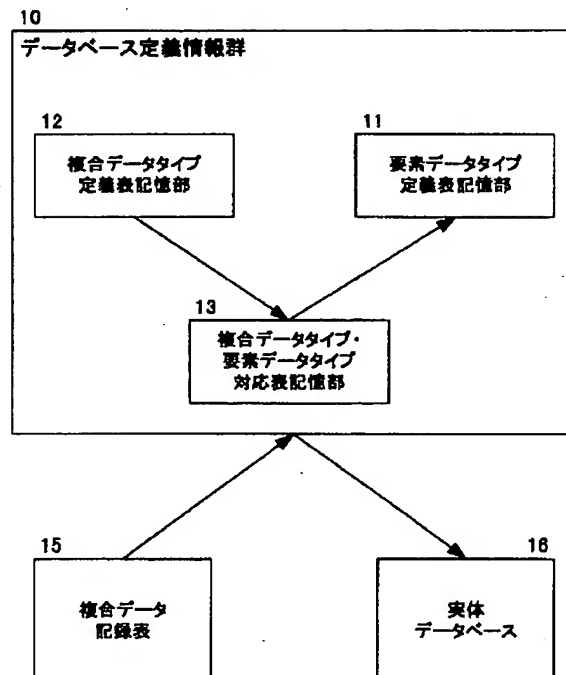 10
データベース定義情報群
12
複合データタイプ
定義表記憶部
11
要素データタイプ
定義表記憶部
13
複合データタイプ・
要素データタイプ
対応表記憶部
15
複合データ
記録表
16
実体
データベース